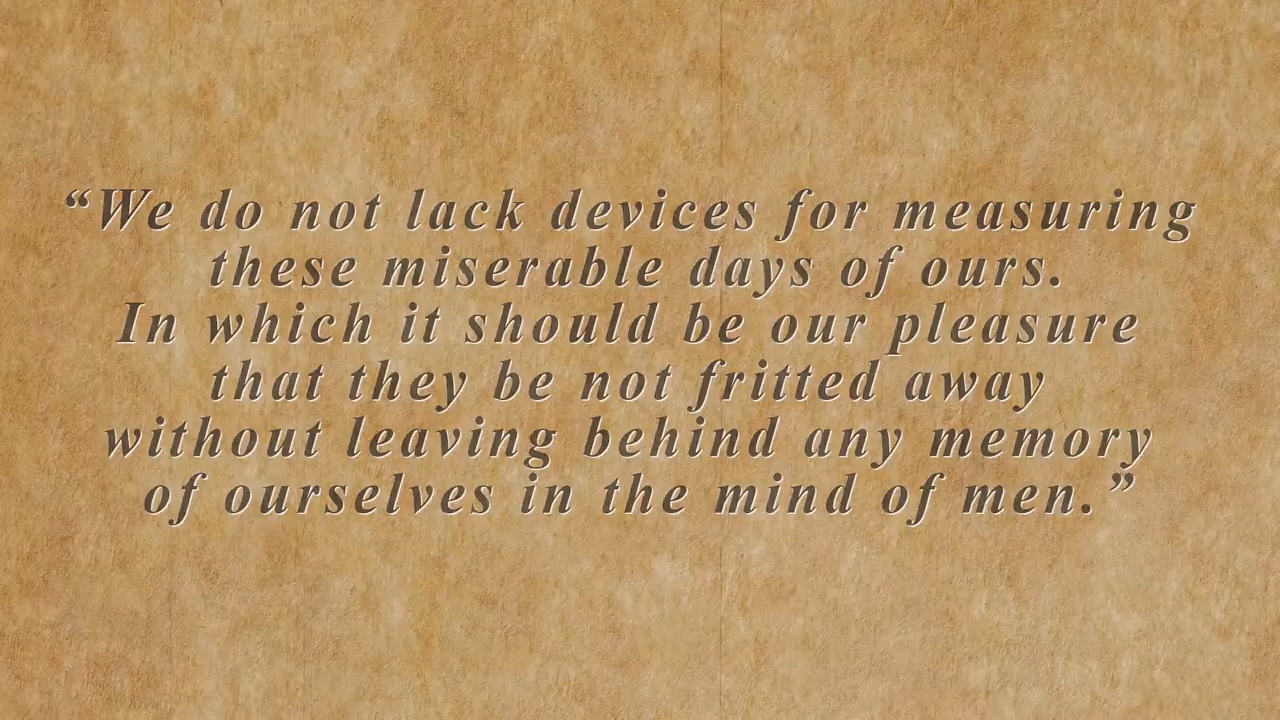 “We do not lack devices for measuring
these miserable days of ours.
In which it should be our pleasure
that they be not fritted away
without leaving behind any memory
of ourselves in the mind of men.”